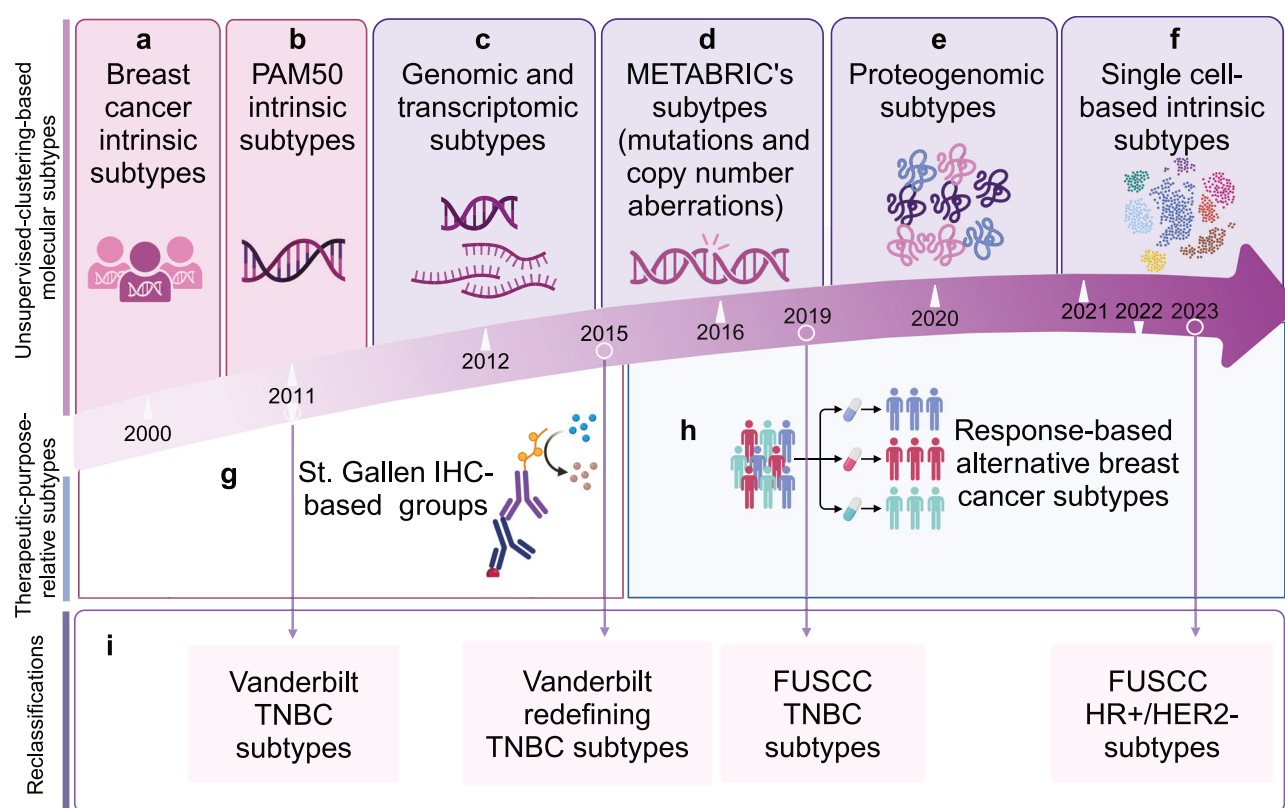 Unsupervised-clustering-based
molecular subtypes
a
Breast
cancer
intrinsic
subtypes
b
PAM50
intrinsic
subtypes
c
Genomic and
transcriptomic
subtypes
d
METABRIC's
subytpes
(mutations and
copy number
aberrations)
e
Proteogenomic
subtypes
f
Single cell-
based intrinsic
subtypes
2000
2011
2012
2015
2016
2019
2020
2021
2022
2023
Therapeutic-purpose-
relative subtypes
g
St. Gallen IHC-
based groups
h
Response-based
alternative breast
cancer subtypes
Reclassifications
i
Vanderbilt
TNBC
subtypes
Vanderbilt
redefining
TNBC subtypes
FUSCC
TNBC
subtypes
FUSCC
HR+/HER2-
subtypes